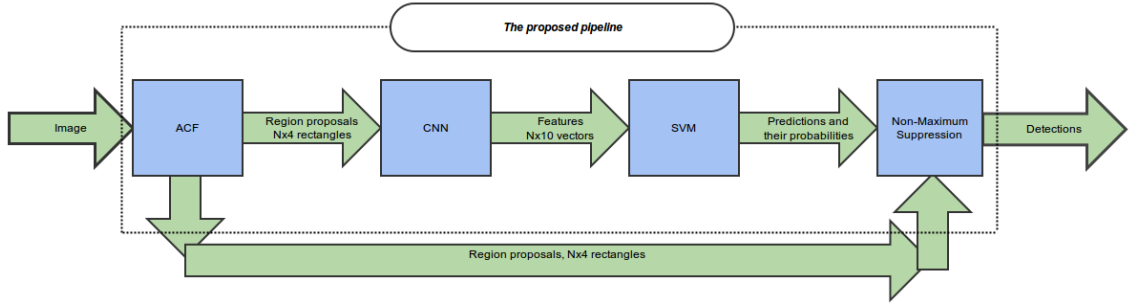 The proposed pipeline
Image
ACF
Region proposals
Nx4 rectangles
CNN
Features
Nx10 vectors
SVM
Predictions and
their probabilities
Non-Maximum
Suppression
Detections
Region proposals, Nx4 rectangles